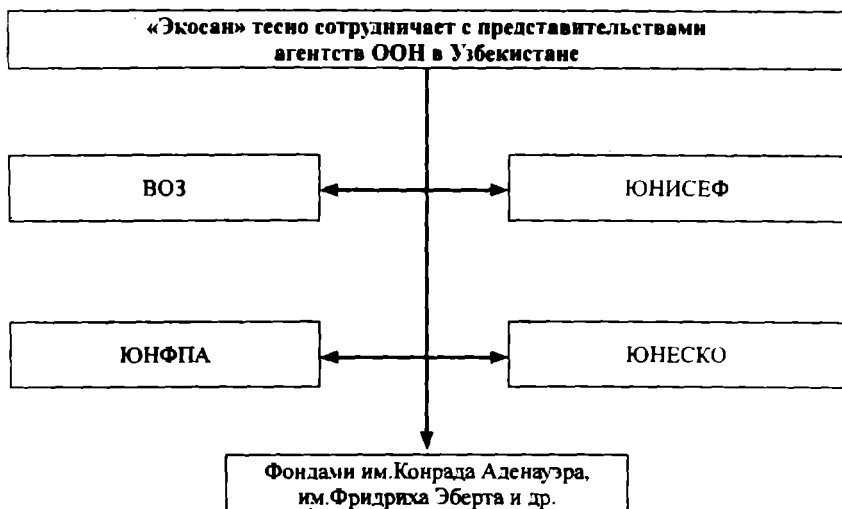 «Экосан» тесно сотрудничает с представительствами
агентств ООН в Узбекистане
ВОЗ
ЮНИСЕФ
ЮНФПА
ЮНЕСКО
Фондами им.Конрада Аденауэра,
им.Фридриха Эберта и др.